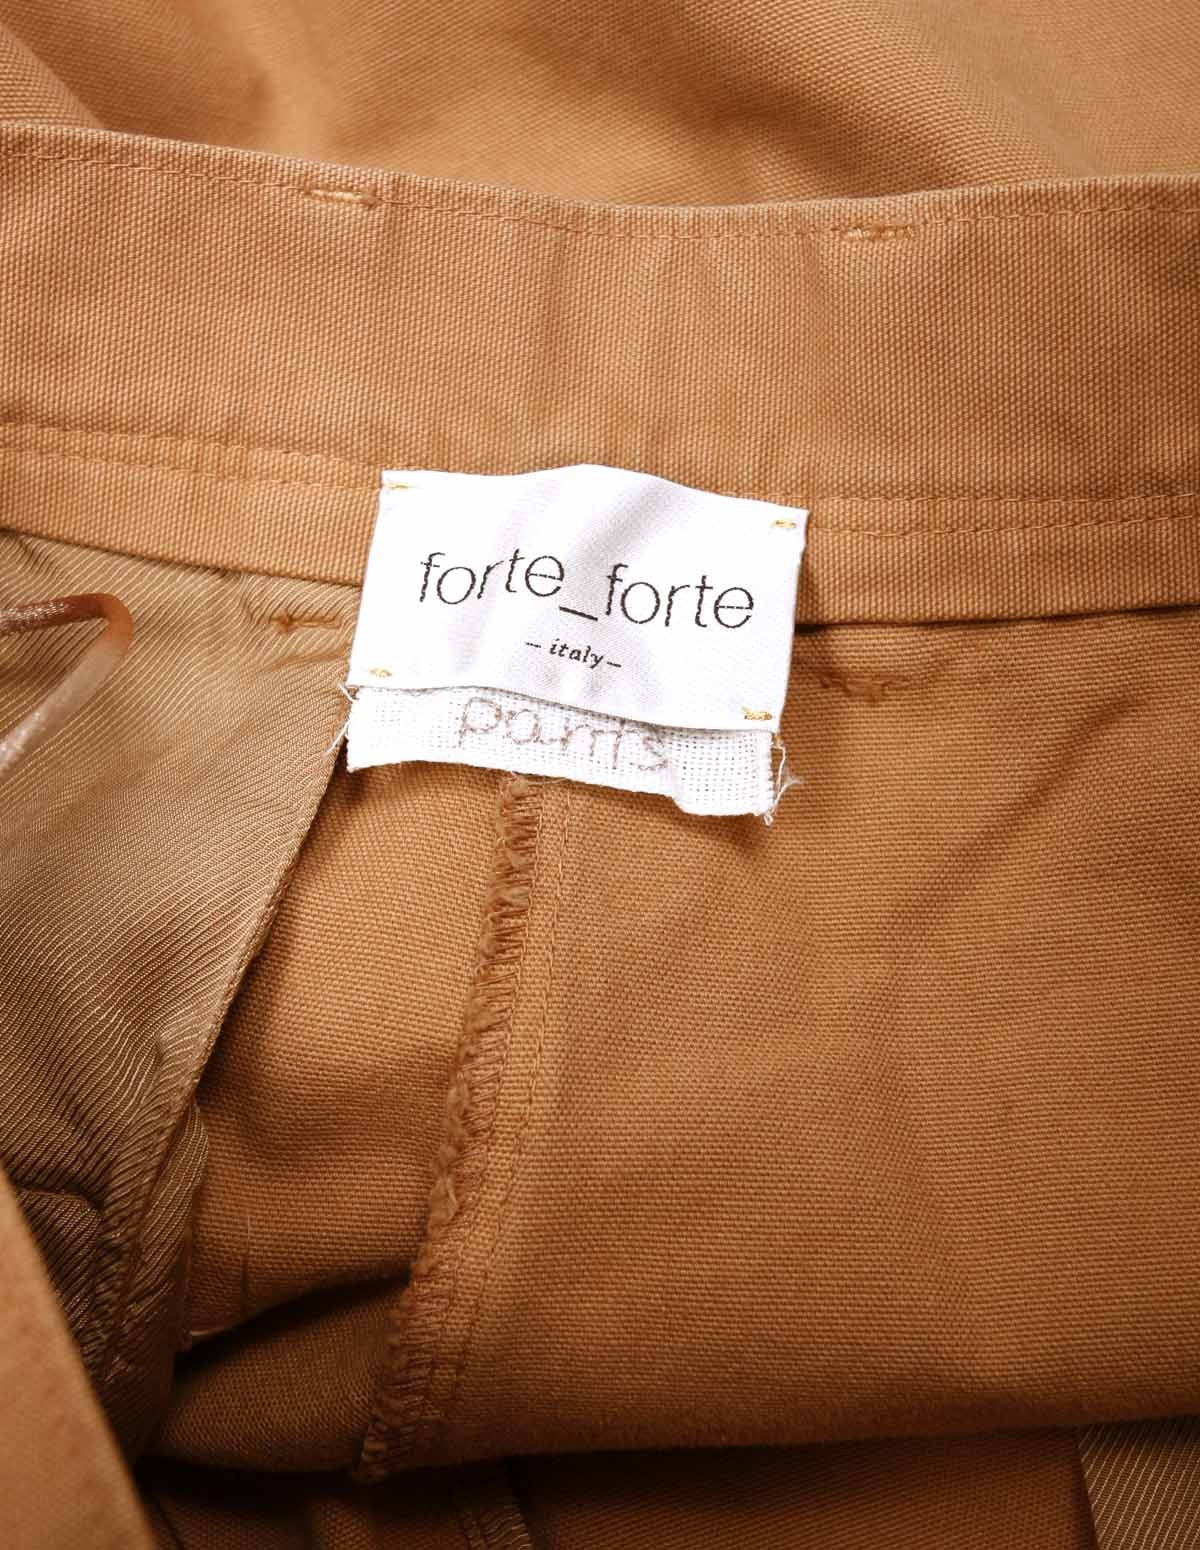 forte_forte
– italy –
pants